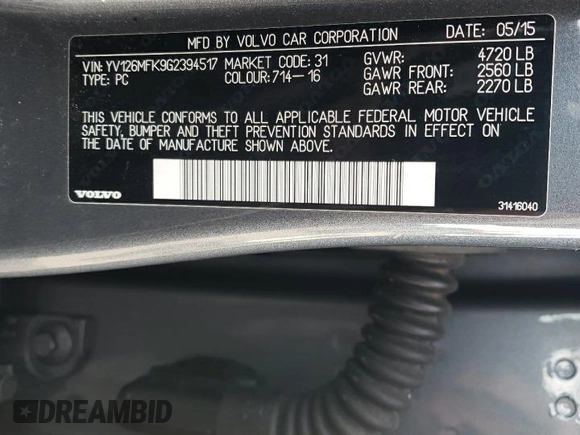 MFD BY VOLVO CAR CORPORATION DATE: 05/15
VIN: YV126MFK9G2394517 MARKET CODE: 31 GVWR: 4720 LB
TYPE: PC COLOUR: 714–16 GAWR FRONT: 2560 LB
GAWR REAR: 2270 LB
THIS VEHICLE CONFORMS TO ALL APPLICABLE FEDERAL MOTOR VEHICLE
SAFETY, BUMPER AND THEFT PREVENTION STANDARDS IN EFFECT ON
THE DATE OF MANUFACTURE SHOWN ABOVE.
VOLVO 31416040
DREAMBID